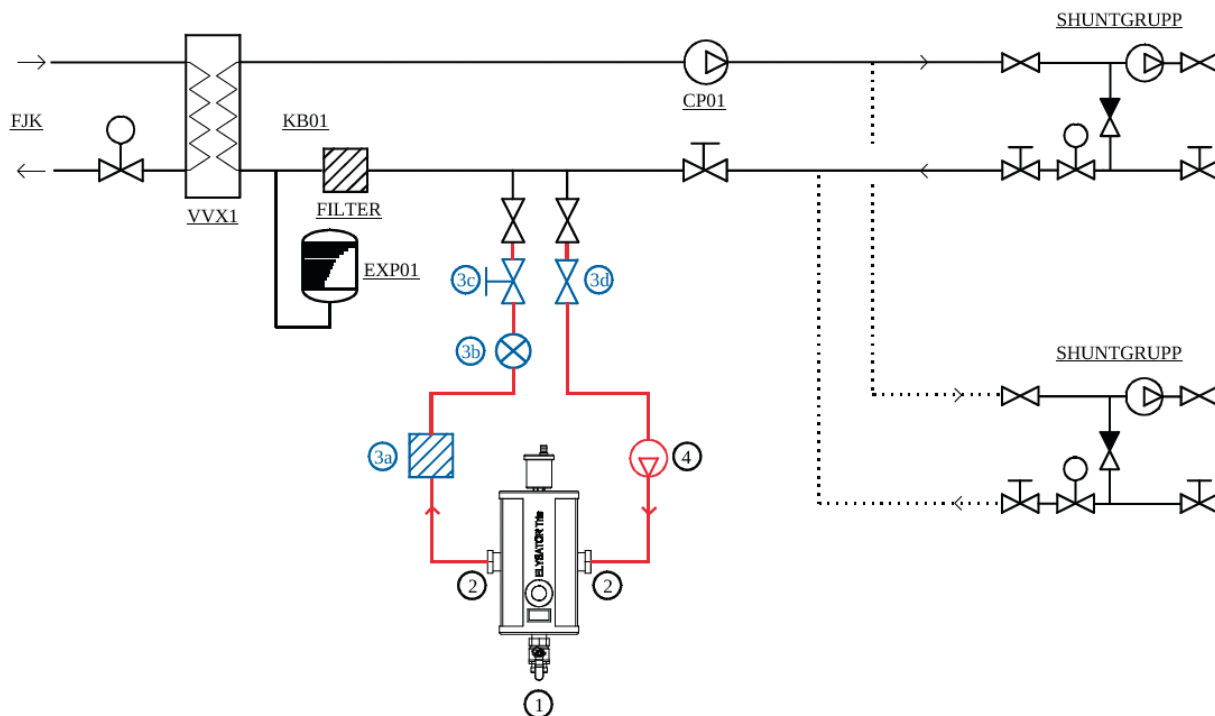 SHUNTGRUPP
CP01
FJK
KB01
VVX1
FILTER
EXP01
3c
3d
3b
SHUNTGRUPP
3a
4
ELYSATOR Trio
2
2
1